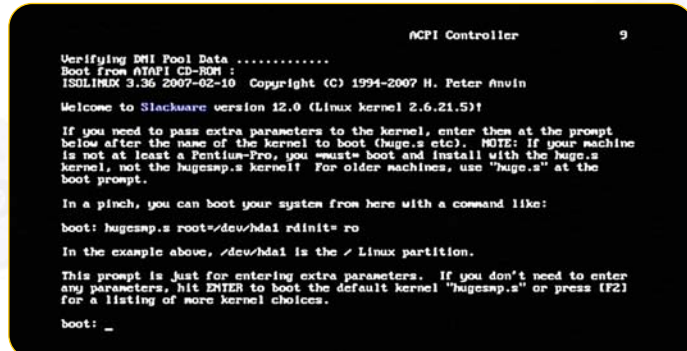 ACPI Controller 9
Verifying DMI Pool Data .............
Boot from ATAPI CD-ROM :
ISOLINUX 3.36 2007-02-10 Copyright (C) 1994-2007 H. Peter Anvin
Welcome to Slackware version 12.0 (Linux kernel 2.6.21.5)!
If you need to pass extra parameters to the kernel, enter them at the prompt
below after the name of the kernel to boot (huge.s etc). NOTE: If your machine
is not at least a Pentium-Pro, you *must* boot and install with the huge.s
kernel, not the hugesmp.s kernel! For older machines, use "huge.s" at the
boot prompt.
In a pinch, you can boot your system from here with a command like:
boot: hugesmp.s root=/dev/hda1 rdinit= ro
In the example above, /dev/hda1 is the / Linux partition.
This prompt is just for entering extra parameters. If you don't need to enter
any parameters, hit ENTER to boot the default kernel "hugesmp.s" or press [F2]
for a listing of more kernel choices.
boot: _